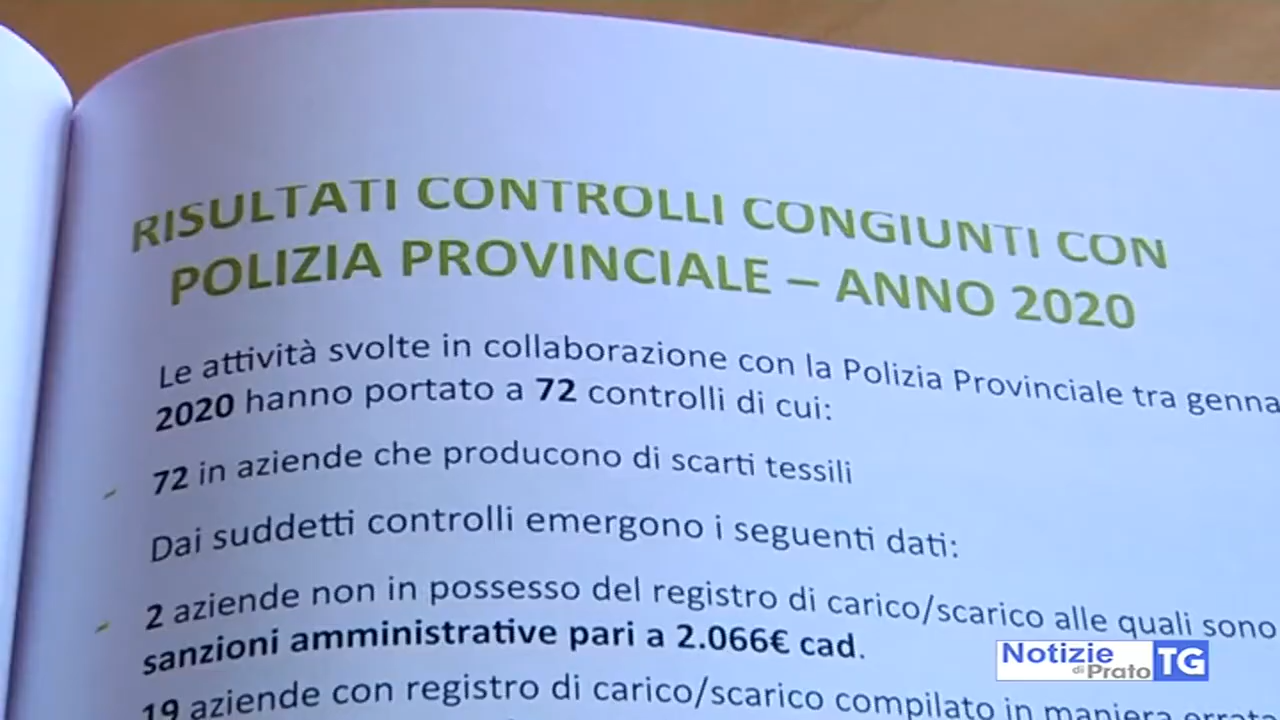 RISULTATI CONTROLLI CONGIUNTI CON
POLIZIA PROVINCIALE – ANNO 2020
Le attività svolte in collaborazione con la Polizia Provinciale tra genna
2020 hanno portato a 72 controlli di cui:
72 in aziende che producono di scarti tessili
Dai suddetti controlli emergono i seguenti dati:
2 aziende non in possesso del registro di carico/scarico alle quali sono
sanzioni amministrative pari a 2.066€ cad.
19 aziende con registro di carico/scarico compilato in maniera errata
Notizie
di Prato TG